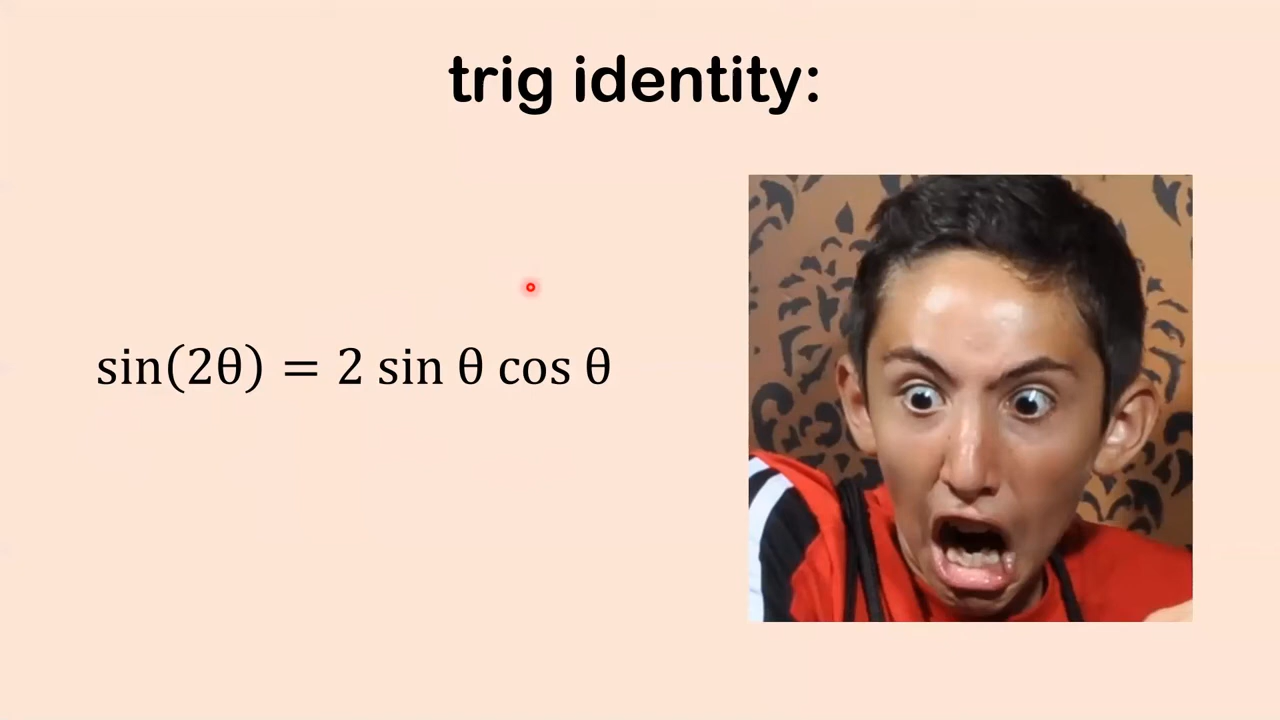 trig identity:
sin(2θ) = 2 sin θ cos θ